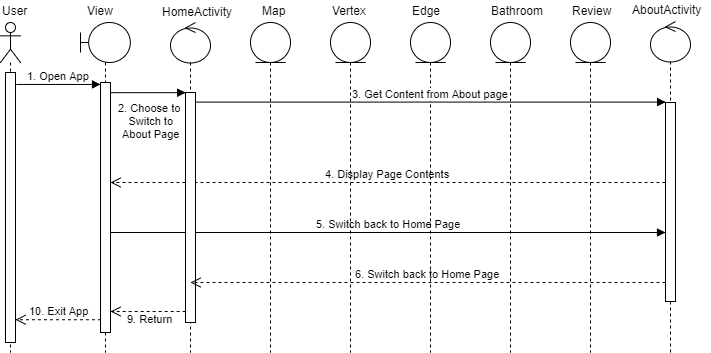 User
View
HomeActivity
Map
Vertex
Edge
Bathroom
Review
AboutActivity
1. Open App
2. Choose to
Switch to
About Page
3. Get Content from About page
4. Display Page Contents
5. Switch back to Home Page
6. Switch back to Home Page
9. Return
10. Exit App